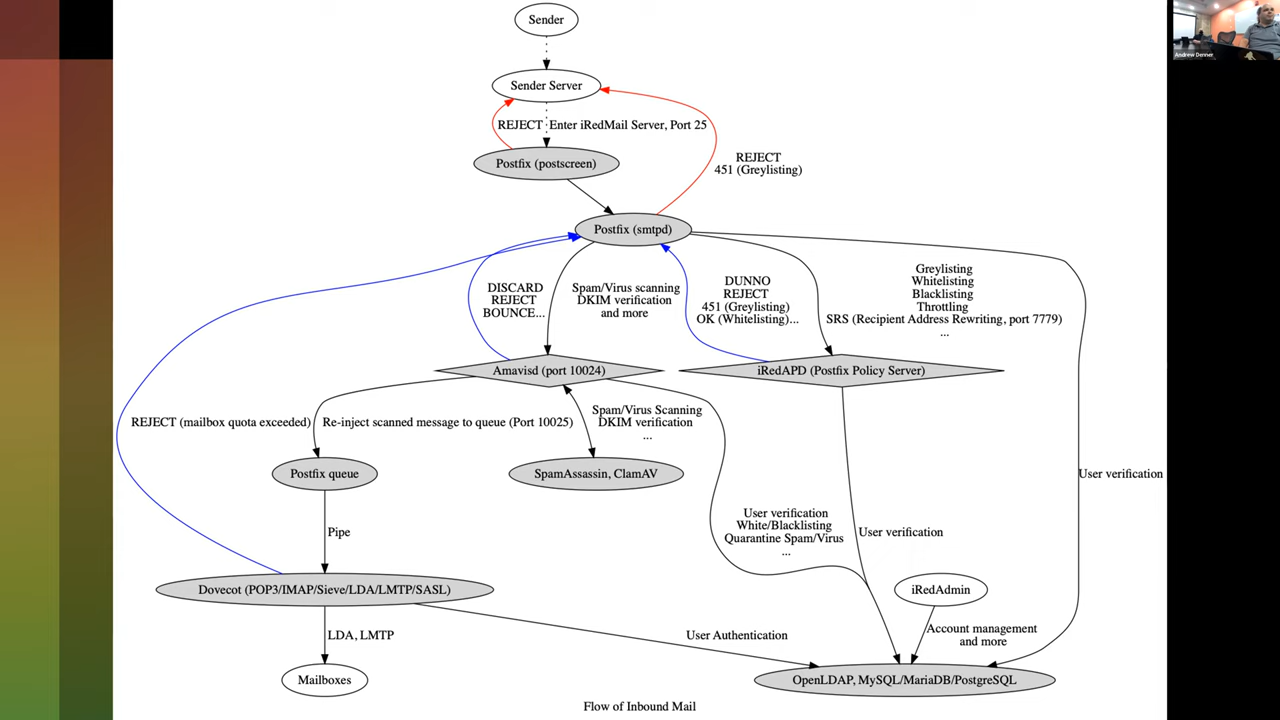 Sender
Andrew Denner
Sender Server
REJECT
Enter iRedMail Server, Port 25
Postfix (postscreen)
REJECT
451 (Greylisting)
Postfix (smtpd)
DISCARD
REJECT
BOUNCE...
Spam/Virus scanning
DKIM verification
and more
DUNNO
REJECT
451 (Greylisting)
OK (Whitelisting)...
Greylisting
Whitelisting
Blacklisting
Throttling
SRS (Recipient Address Rewriting, port 7779)
...
Amavisd (port 10024)
iRedAPD (Postfix Policy Server)
REJECT (mailbox quota exceeded)
Re-inject scanned message to queue (Port 10025)
Spam/Virus Scanning
DKIM verification
...
Postfix queue
SpamAssassin, ClamAV
User verification
Pipe
User verification
White/Blacklisting
Quarantine Spam/Virus
...
User verification
Dovecot (POP3/IMAP/Sieve/LDA/LMTP/SASL)
iRedAdmin
LDA, LMTP
User Authentication
Account management
and more
Mailboxes
OpenLDAP, MySQL/MariaDB/PostgreSQL
Flow of Inbound Mail